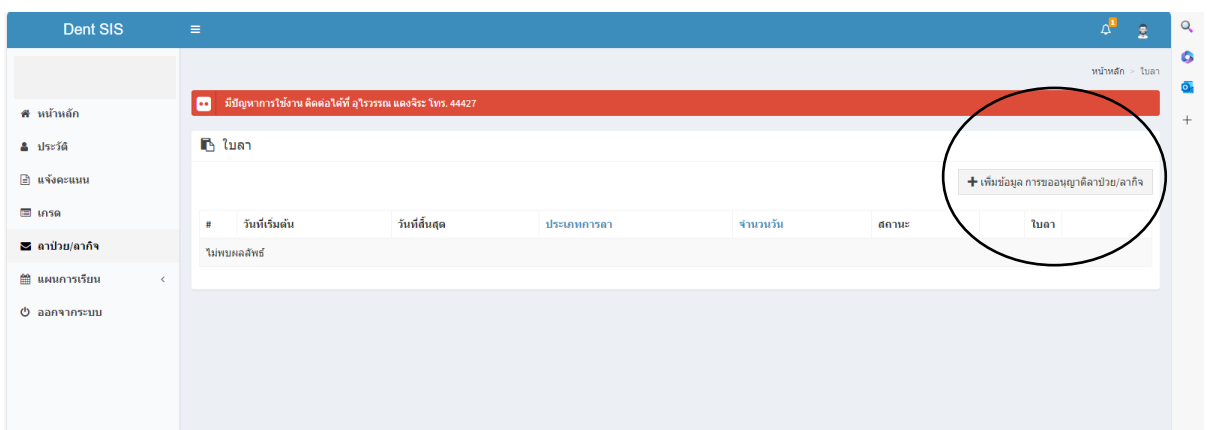 Dent SIS
1
หน้าหลัก > ใบลา
มีปัญหาการใช้งาน ติดต่อได้ที่ อุไรวรรณ แดงจิระ โทร. 44427
หน้าหลัก
ประวัติ
แจ้งคะแนน
เกรด
ลาป่วย/ลากิจ
แผนการเรียน <
ออกจากระบบ
ใบลา
เพิ่มข้อมูล การขออนุญาติลาป่วย/ลากิจ
# วันที่เริ่มต้น วันที่สิ้นสุด ประเภทการลา จำนวนวัน สถานะ ใบลา
ไม่พบผลลัพธ์